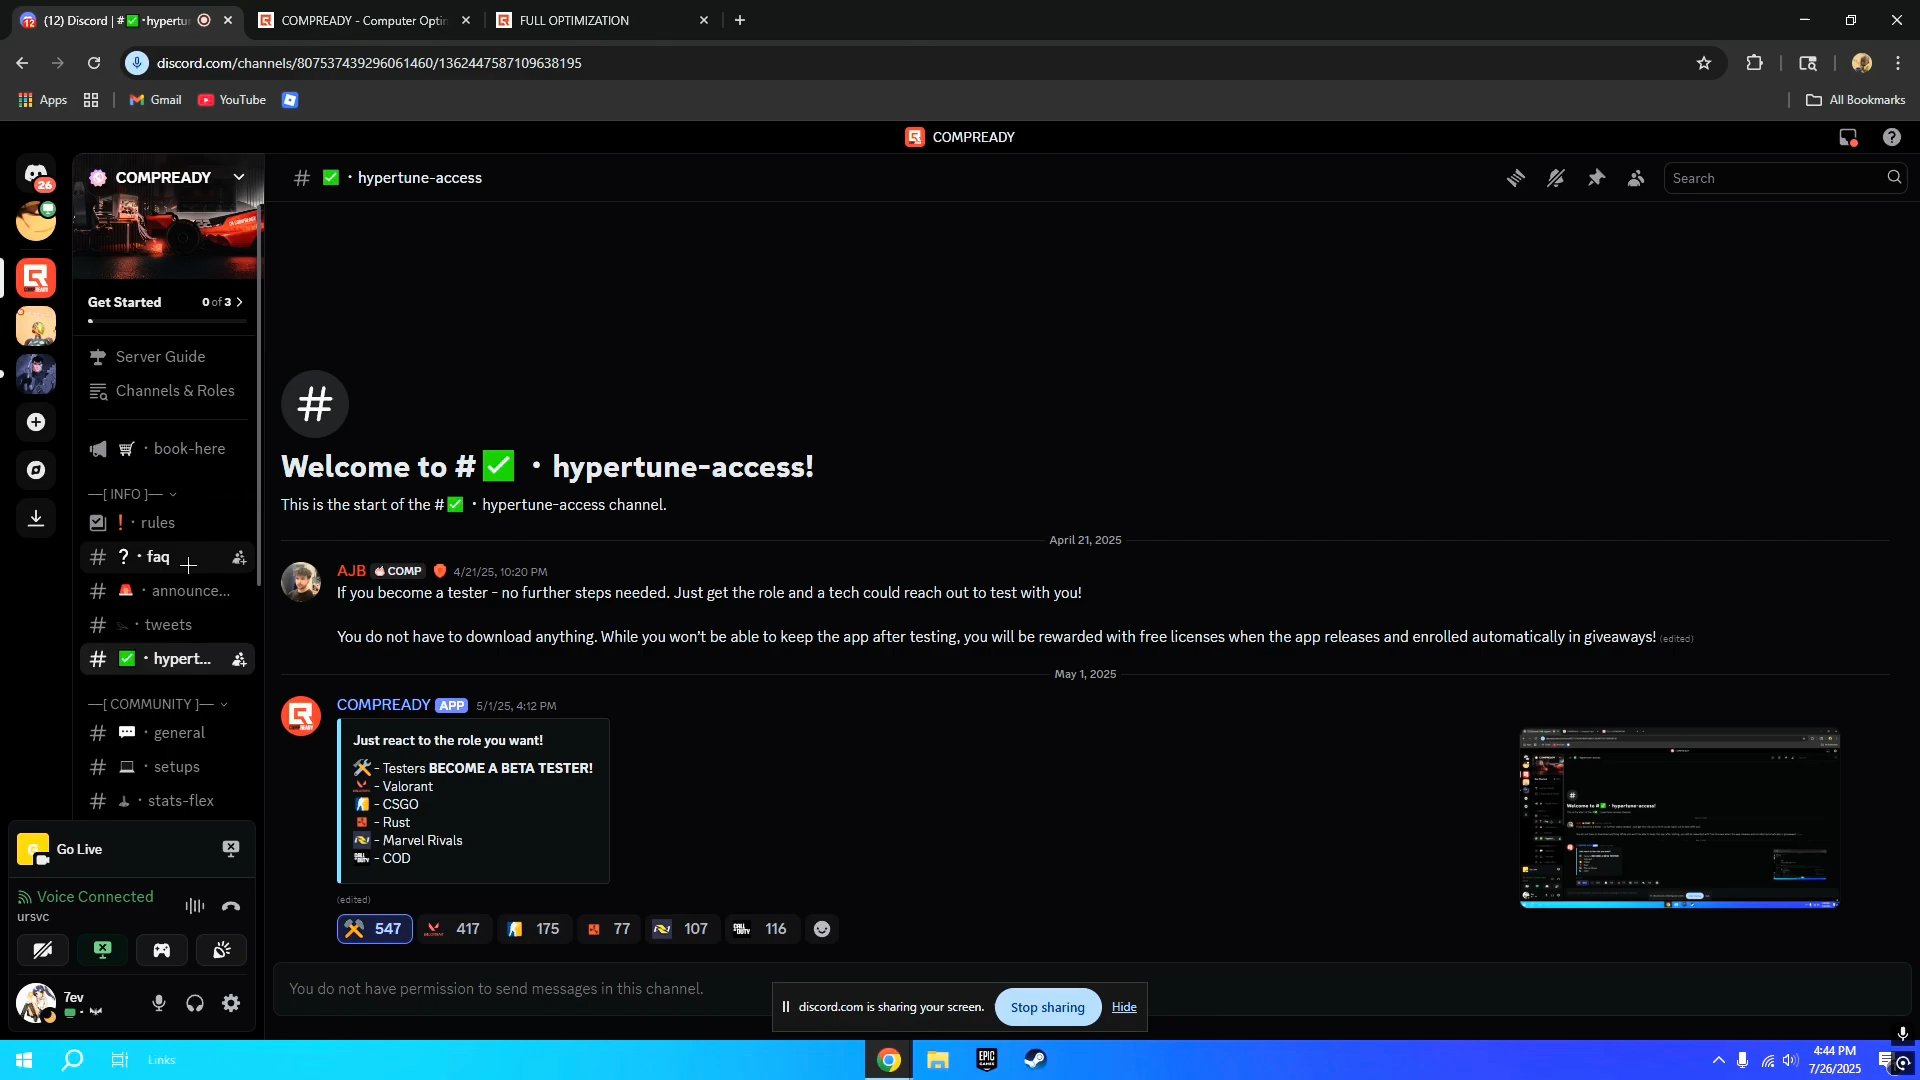 (12) Discord | # ✅・hypertu
COMPREADY - Computer Optin
FULL OPTIMIZATION
discord.com/channels/807537439296061460/1362447587109638195
Apps
Gmail
YouTube
All Bookmarks
COMPREADY
26
COMPREADY
# ✅・hypertune-access
Search
Get Started
0 of 3
Server Guide
Channels & Roles
🛒・book-here
—[ INFO ]—
❗・rules
# ❓・faq
# 🚨・announce...
# ・tweets
# ✅・hypert...
—[ COMMUNITY ]—
# 💬・general
# 💻・setups
# ・stats-flex
Welcome to # ✅・hypertune-access!
This is the start of the # ✅・hypertune-access channel.
April 21, 2025
AJB COMP 4/21/25, 10:20 PM
If you become a tester - no further steps needed. Just get the role and a tech could reach out to test with you!
You do not have to download anything. While you won't be able to keep the app after testing, you will be rewarded with free licenses when the app releases and enrolled automatically in giveaways! (edited)
May 1, 2025
COMPREADY APP 5/1/25, 4:12 PM
Just react to the role you want!
🛠 - Testers BECOME A BETA TESTER!
- Valorant
- CSGO
- Rust
- Marvel Rivals
- COD
(edited)
547
417
175
77
107
116
You do not have permission to send messages in this channel.
Go Live
Voice Connected
ursvc
7ev
discord.com is sharing your screen.
Stop sharing
Hide
Links
EPIC GAMES
4:44 PM
7/26/2025